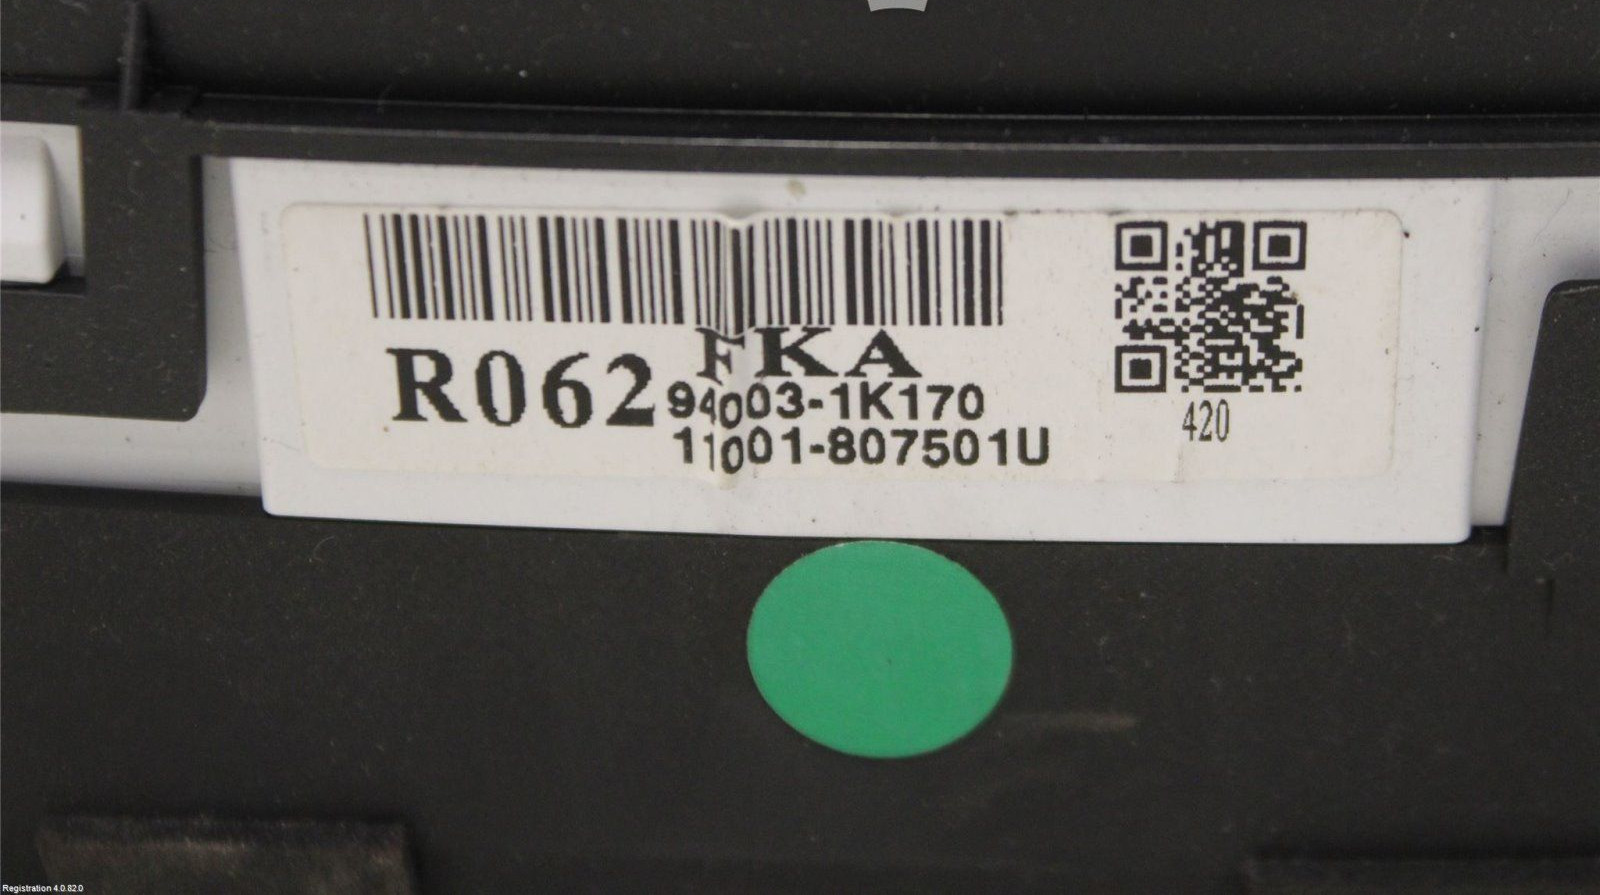 R062
FKA
94003-1K170
11001-807501U
420
Registration 4.0.82.0